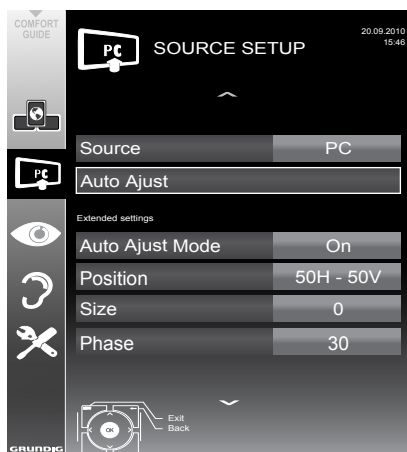 COMFORT
GUIDE
PC
SOURCE SETUP
20.09.2010
15:46
Source PC
PC
Auto Ajust
Extended settings
Auto Ajust Mode On
Position 50H - 50V
Size 0
Phase 30
Exit
OK
Back
GRUNDIG